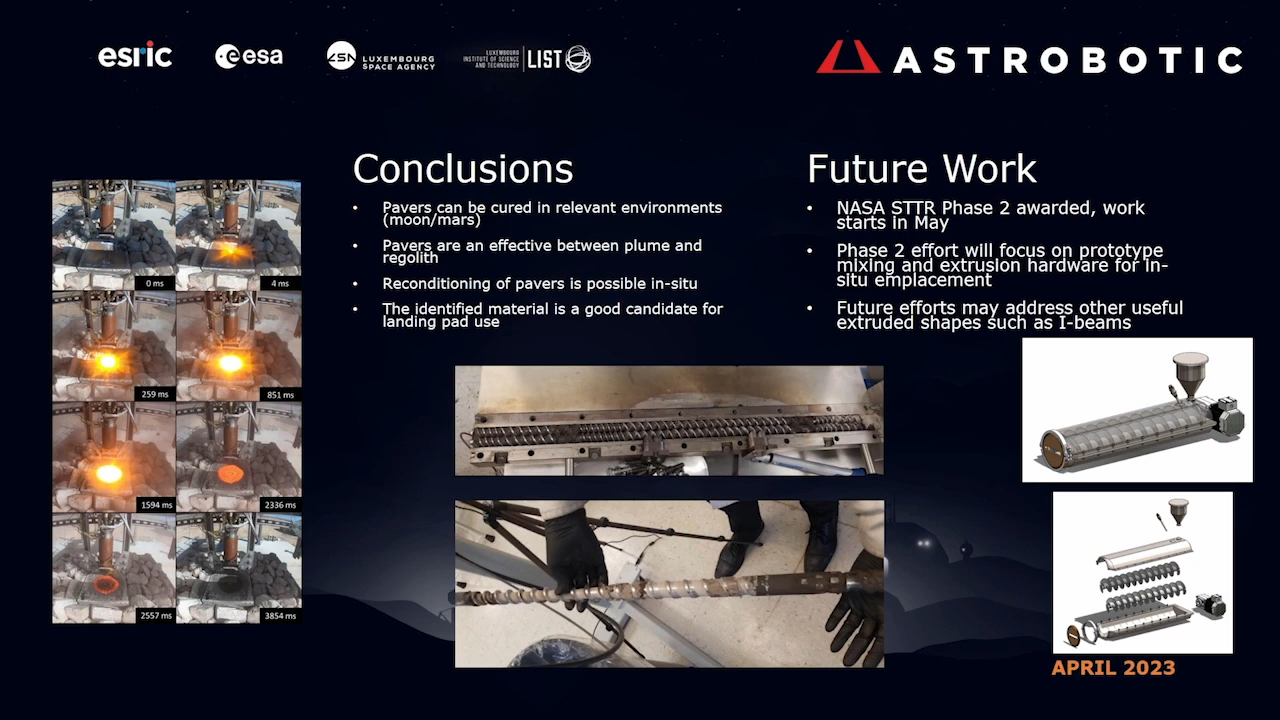 esric
esa
LSA LUXEMBOURG
SPACE AGENCY
LUXEMBOURG
INSTITUTE OF SCIENCE
AND TECHNOLOGY
LIST
ASTROBOTIC
Conclusions
• Pavers can be cured in relevant environments
(moon/mars)
• Pavers are an effective between plume and
regolith
• Reconditioning of pavers is possible in-situ
• The identified material is a good candidate for
landing pad use
Future Work
• NASA STTR Phase 2 awarded, work
starts in May
• Phase 2 effort will focus on prototype
mixing and extrusion hardware for in-
situ emplacement
• Future efforts may address other useful
extruded shapes such as I-beams
0 ms
4 ms
259 ms
851 ms
1594 ms
2336 ms
2557 ms
3854 ms
APRIL 2023